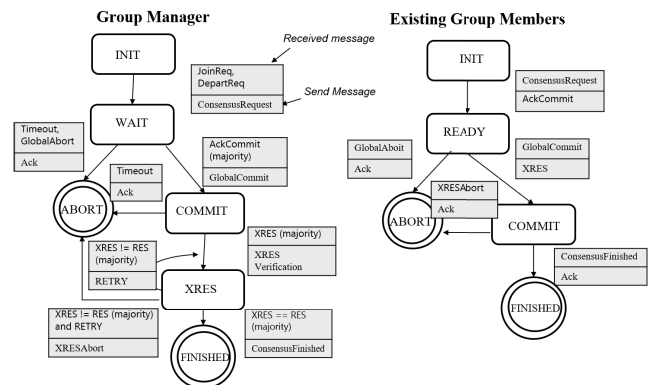 Group Manager
Existing Group Members
Received message
Send Message
INIT
JoinReq,
DepartReq
ConsensusRequest
WAIT
Timeout,
GlobalAbort
Ack
AckCommit
(majority)
GlobalCommit
Timeout
Ack
ABORT
COMMIT
XRES != RES
(majority)
RETRY
XRES (majority)
XRES
Verification
XRES
XRES != RES (majority)
and RETRY
XRESAbort
XRES == RES
(majority)
ConsensusFinished
FINISHED
INIT
ConsensusRequest
AckCommit
READY
GlobalAboit
Ack
GlobalCommit
XRES
XRESAbort
Ack
ABORT
COMMIT
ConsensusFinished
Ack
FINISHED